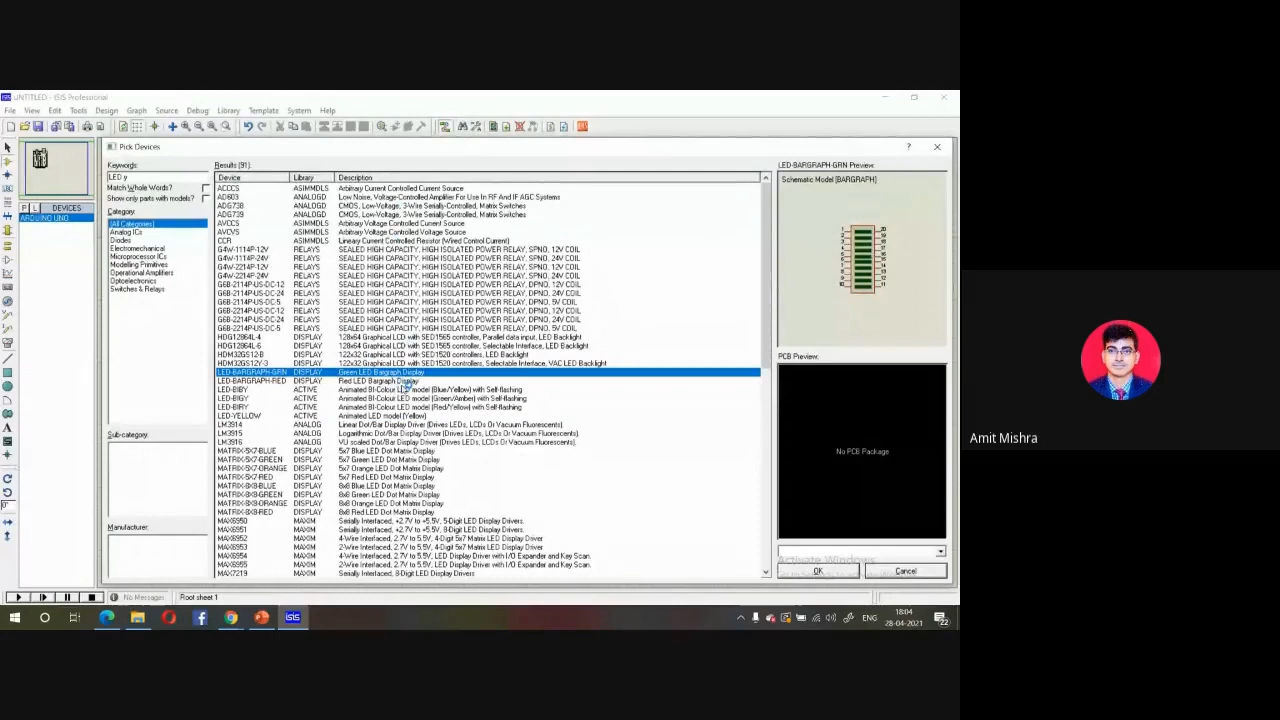 UNTITLED - ISIS Professional
File View Edit Tools Design Graph Source Debug Library Template System Help
Pick Devices
Keywords:
LED y
Match Whole Words?
Show only parts with models?
Category:
(All Categories)
Analog ICs
Diodes
Electromechanical
Microprocessor ICs
Modelling Primitives
Operational Amplifiers
Optoelectronics
Switches & Relays
Sub-category:
Manufacturer:
P L DEVICES
ARDUINO UNO
Results (91):
Device Library Description
ACCCS ASIMMDLS Arbitrary Current Controlled Current Source
AD603 ANALOGD Low Noise, Voltage-Controlled Amplifier For Use In RF And IF AGC Systems
ADG738 ANALOGD CMOS, Low-Voltage, 3-Wire Serially-Controlled, Matrix Switches
ADG739 ANALOGD CMOS, Low-Voltage, 3-Wire Serially-Controlled, Matrix Switches
AVCCS ASIMMDLS Arbitrary Voltage Controlled Current Source
AVCVS ASIMMDLS Arbitrary Voltage Controlled Voltage Source
CCR ASIMMDLS Lineary Current Controlled Resistor (Wired Control Current)
G4W-1114P-12V RELAYS SEALED HIGH CAPACITY, HIGH ISOLATED POWER RELAY, SPNO, 12V COIL
G4W-1114P-24V RELAYS SEALED HIGH CAPACITY, HIGH ISOLATED POWER RELAY, SPNO, 24V COIL
G4W-2214P-12V RELAYS SEALED HIGH CAPACITY, HIGH ISOLATED POWER RELAY, DPNO, 12V COIL
G4W-2214P-24V RELAYS SEALED HIGH CAPACITY, HIGH ISOLATED POWER RELAY, DPNO, 24V COIL
G6B-2114P-US-DC-12 RELAYS SEALED HIGH CAPACITY, HIGH ISOLATED POWER RELAY, SPNO, 12V COIL
G6B-2114P-US-DC-24 RELAYS SEALED HIGH CAPACITY, HIGH ISOLATED POWER RELAY, SPNO, 24V COIL
G6B-2114P-US-DC-5 RELAYS SEALED HIGH CAPACITY, HIGH ISOLATED POWER RELAY, SPNO, 5V COIL
G6B-2214P-US-DC-12 RELAYS SEALED HIGH CAPACITY, HIGH ISOLATED POWER RELAY, DPNO, 12V COIL
G6B-2214P-US-DC-24 RELAYS SEALED HIGH CAPACITY, HIGH ISOLATED POWER RELAY, DPNO, 24V COIL
G6B-2214P-US-DC-5 RELAYS SEALED HIGH CAPACITY, HIGH ISOLATED POWER RELAY, DPNO, 5V COIL
HDG12864L-4 DISPLAY 128x64 Graphical LCD with SED1565 controller, Parallel data input, LED Backlight
HDG12864L-6 DISPLAY 128x64 Graphical LCD with SED1565 controller, Selectable Interface, LED Backlight
HDM32GS12-B DISPLAY 122x32 Graphical LCD with SED1520 controllers, LED Backlight
HDM32GS12Y-3 DISPLAY 122x32 Graphical LCD with SED1520 controllers, Selectable Interface, VAC LED Backlight
LED-BARGRAPH-GRN DISPLAY Green LED Bargraph Display
LED-BARGRAPH-RED DISPLAY Red LED Bargraph Display
LED-BIBY ACTIVE Animated BI-Colour LED model (Blue/Yellow) with Self-flashing
LED-BIGY ACTIVE Animated BI-Colour LED model (Green/Amber) with Self-flashing
LED-BIRY ACTIVE Animated BI-Colour LED model (Red/Yellow) with Self-flashing
LED-YELLOW ACTIVE Animated LED model (Yellow)
LM3914 ANALOG Linear Dot/Bar Display Driver (Drives LEDs, LCDs Or Vacuum Fluorescents).
LM3915 ANALOG Logarithmic Dot/Bar Display Driver (Drives LEDs, LCDs Or Vacuum Fluorescents).
LM3916 ANALOG VU scaled Dot/Bar Display Driver (Drives LEDs, LCDs Or Vacuum Fluorescents).
MATRIX-5X7-BLUE DISPLAY 5x7 Blue LED Dot Matrix Display
MATRIX-5X7-GREEN DISPLAY 5x7 Green LED Dot Matrix Display
MATRIX-5X7-ORANGE DISPLAY 5x7 Orange LED Dot Matrix Display
MATRIX-5X7-RED DISPLAY 5x7 Red LED Dot Matrix Display
MATRIX-8X8-BLUE DISPLAY 8x8 Blue LED Dot Matrix Display
MATRIX-8X8-GREEN DISPLAY 8x8 Green LED Dot Matrix Display
MATRIX-8X8-ORANGE DISPLAY 8x8 Orange LED Dot Matrix Display
MATRIX-8X8-RED DISPLAY 8x8 Red LED Dot Matrix Display
MAX6950 MAXIM Serially Interfaced, +2.7V to +5.5V, 5-Digit LED Display Drivers.
MAX6951 MAXIM Serially Interfaced, +2.7V to +5.5V, 8-Digit LED Display Drivers.
MAX6952 MAXIM 4-Wire Interfaced, 2.7V to 5.5V, 4-Digit 5x7 Matrix LED Display Driver
MAX6953 MAXIM 2-Wire Interfaced, 2.7V to 5.5V, 4-Digit 5x7 Matrix LED Display Driver
MAX6954 MAXIM 4-Wire Interfaced, 2.7V to 5.5V, LED Display Driver with I/O Expander and Key Scan.
MAX6955 MAXIM 2-Wire Interfaced, 2.7V to 5.5V, LED Display Driver with I/O Expander and Key Scan.
MAX7219 MAXIM Serially Interfaced, 8-Digit LED Display Drivers
LED-BARGRAPH-GRN Preview:
Schematic Model [BARGRAPH]
PCB Preview:
No PCB Package
Activate Windows
OK Cancel
No Messages Root sheet 1
ENG
18:04
28-04-2021
22
Amit Mishra